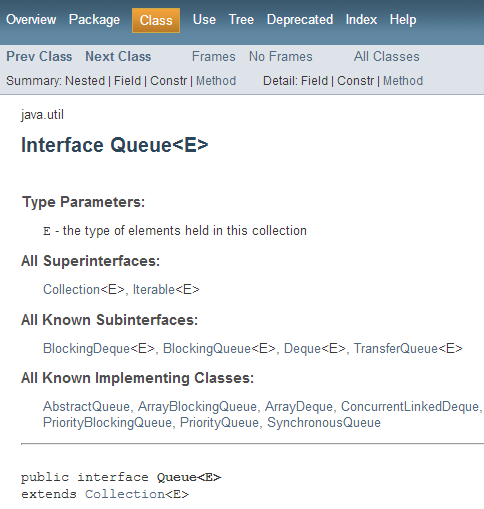 Overview Package Class Use Tree Deprecated Index Help
Prev Class Next Class Frames No Frames All Classes
Summary: Nested | Field | Constr | Method Detail: Field | Constr | Method
java.util
Interface Queue<E>
Type Parameters:
E - the type of elements held in this collection
All Superinterfaces:
Collection<E>, Iterable<E>
All Known Subinterfaces:
BlockingDeque<E>, BlockingQueue<E>, Deque<E>, TransferQueue<E>
All Known Implementing Classes:
AbstractQueue, ArrayBlockingQueue, ArrayDeque, ConcurrentLinkedDeque,
PriorityBlockingQueue, PriorityQueue, SynchronousQueue
public interface Queue<E>
extends Collection<E>